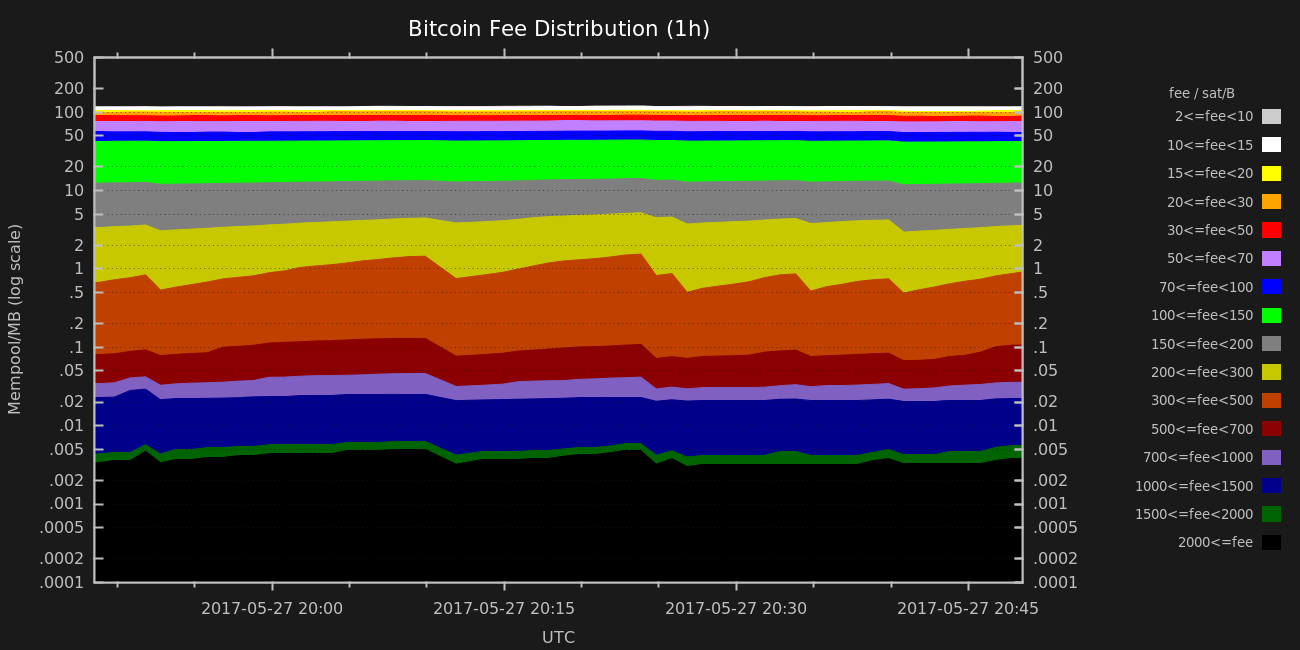 Bitcoin Fee Distribution (1h)
500 500
200 200
100 100
50 50
20 20
10 10
5 5
2 2
1 1
.5 .5
.2 .2
.1 .1
.05 .05
.02 .02
.01 .01
.005 .005
.002 .002
.001 .001
.0005 .0005
.0002 .0002
.0001 .0001
Mempool/MB (log scale)
2017-05-27 20:00 2017-05-27 20:15 2017-05-27 20:30 2017-05-27 20:45
UTC
fee / sat/B
2<=fee<10
10<=fee<15
15<=fee<20
20<=fee<30
30<=fee<50
50<=fee<70
70<=fee<100
100<=fee<150
150<=fee<200
200<=fee<300
300<=fee<500
500<=fee<700
700<=fee<1000
1000<=fee<1500
1500<=fee<2000
2000<=fee